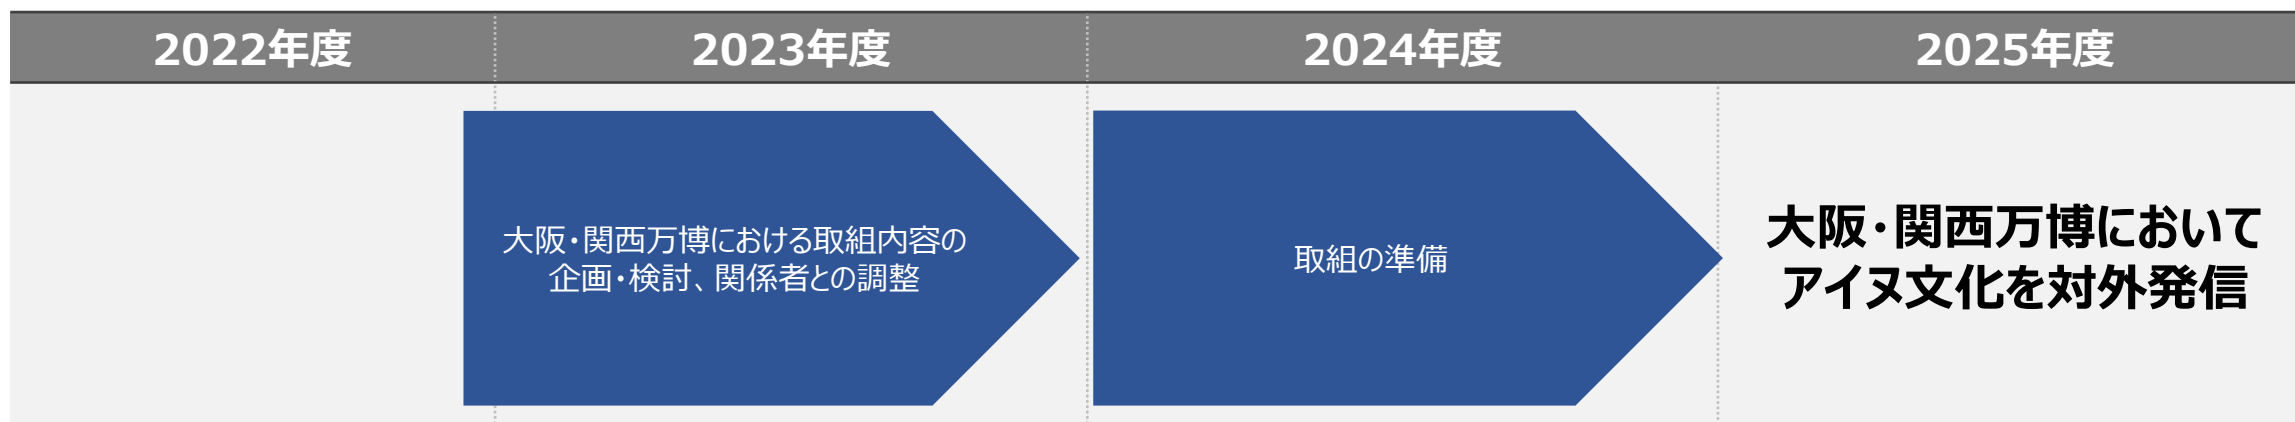 2022年度
2023年度
2024年度
2025年度
大阪・関西万博における取組内容の
企画・検討、関係者との調整
取組の準備
大阪・関西万博において
アイヌ文化を対外発信